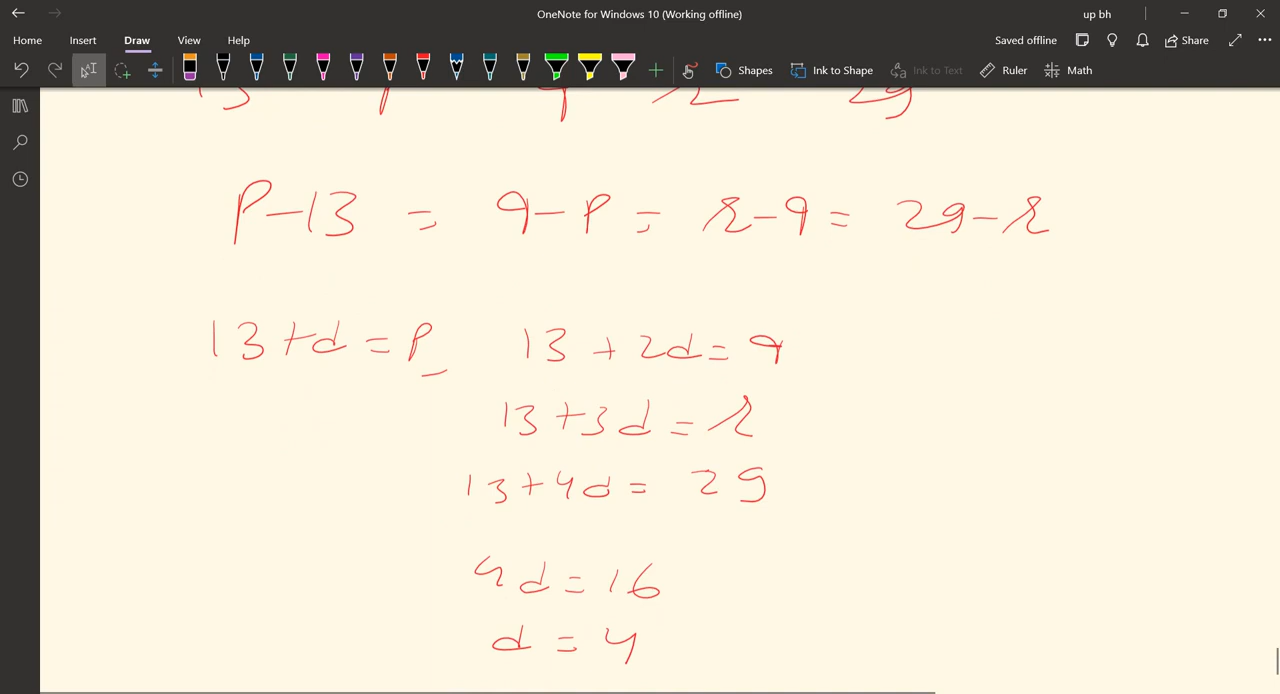 OneNote for Windows 10 (Working offline)
up bh
Home Insert Draw View Help
Saved offline
Share
Shapes
Ink to Shape
Ink to Text
Ruler
Math
13 p q r 29
P-13 = q-p = r-q = 29-r
13+d=p 13+2d=q
13+3d=r
13+4d=29
4d=16
d=4